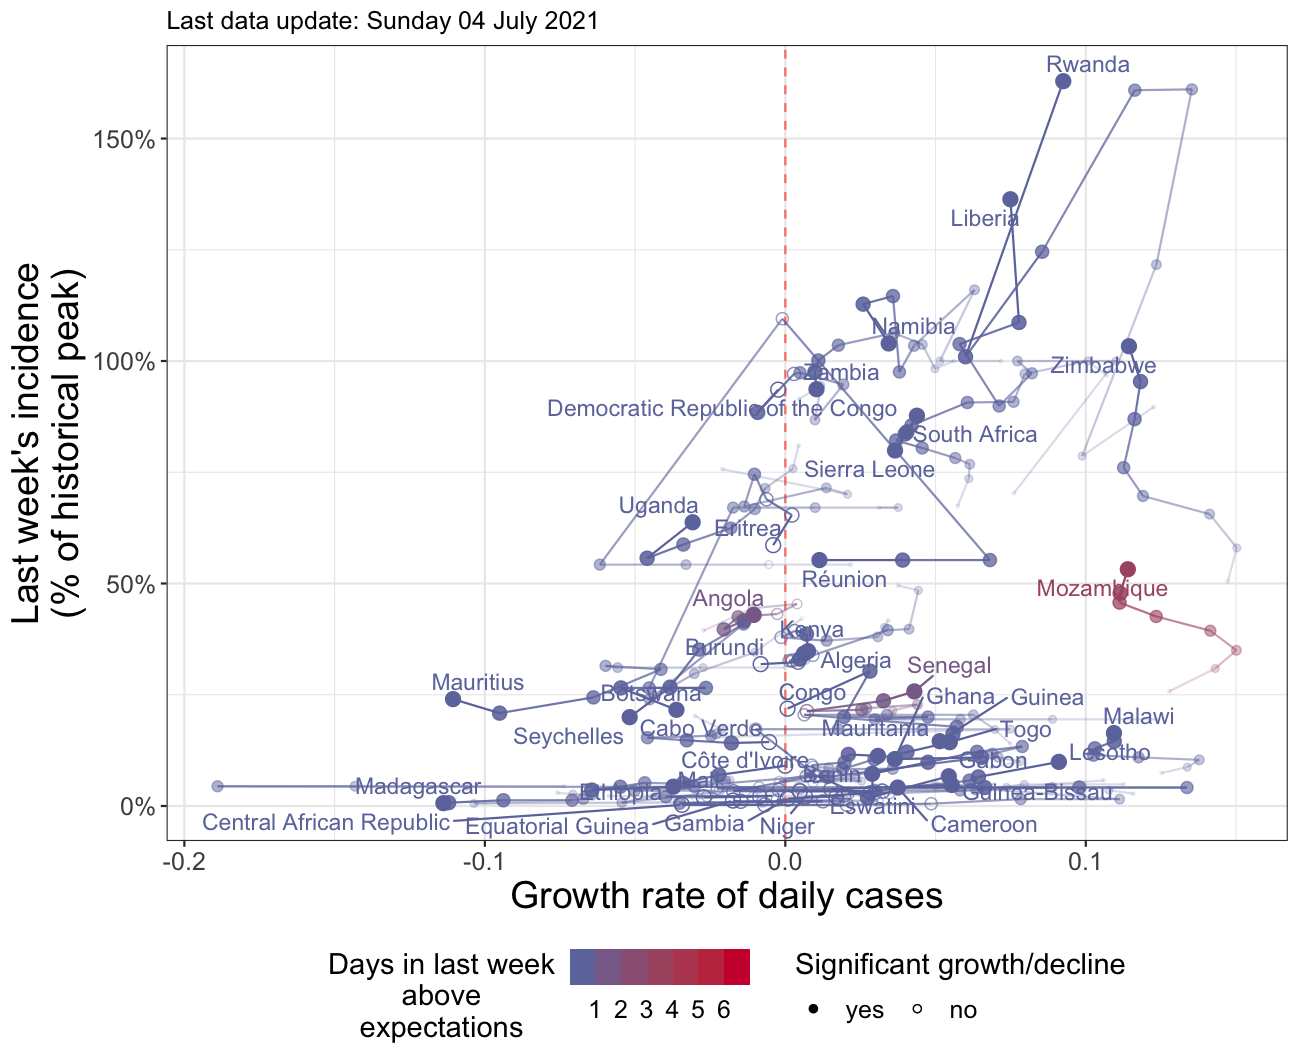 Last data update: Sunday 04 July 2021
Last week's incidence
(% of historical peak)
150%
100%
50%
0%
Rwanda
Liberia
Namibia
Zimbabwe
Zambia
Democratic Republic of the Congo
South Africa
Sierra Leone
Uganda
Eritrea
Réunion
Mozambique
Angola
Kenya
Burundi
Algeria
Senegal
Mauritius
Botswana
Congo
Ghana
Guinea
Malawi
Seychelles
Cabo Verde
Mauritania
Togo
Lesotho
Côte d'Ivoire
Gabon
Benin
Mali
Madagascar
Ethiopia
Guinea-Bissau
Eswatini
Central African Republic
Equatorial Guinea
Gambia
Niger
Cameroon
-0.2
-0.1
0.0
0.1
Growth rate of daily cases
Days in last week
above
expectations
1 2 3 4 5 6
Significant growth/decline
yes
no